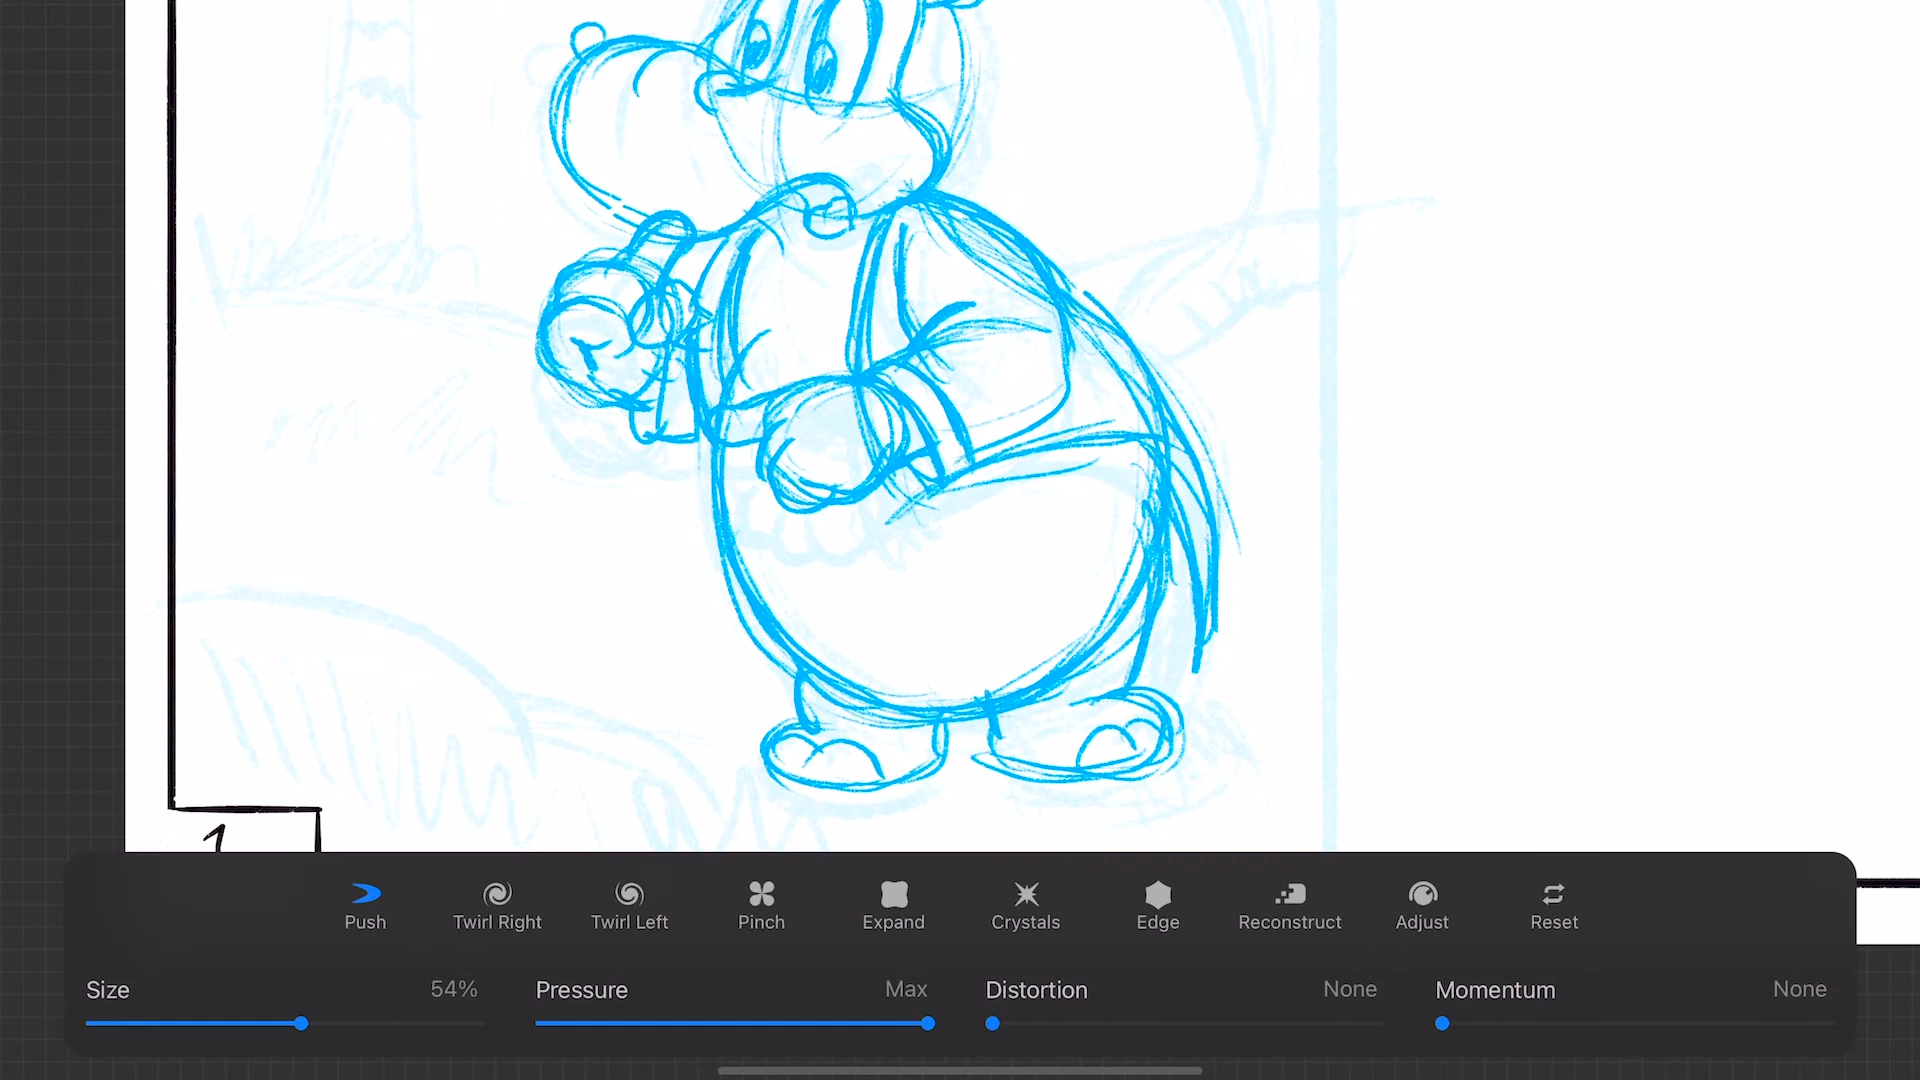 1
Push
Twirl Right
Twirl Left
Pinch
Expand
Crystals
Edge
Reconstruct
Adjust
Reset
Size 54%
Pressure Max
Distortion None
Momentum None